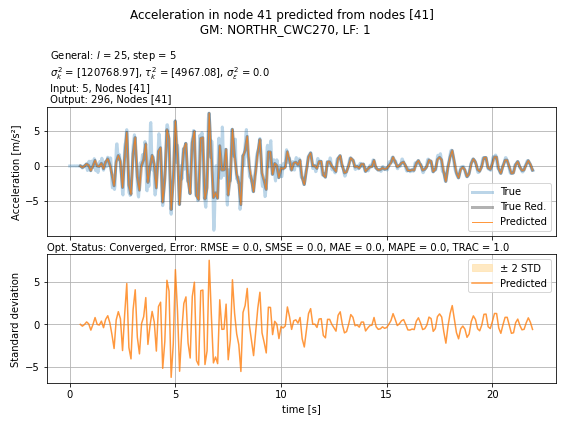 Acceleration in node 41 predicted from nodes [41]
GM: NORTHR_CWC270, LF: 1
General: l = 25, step = 5
σ²ₖ = [120768.97], τ²ₖ = [4967.08], σ²ₜ = 0.0
Input: 5, Nodes [41]
Output: 296, Nodes [41]
Acceleration [m/s²]
5
0
−5
True
True Red.
Predicted
Opt. Status: Converged, Error: RMSE = 0.0, SMSE = 0.0, MAE = 0.0, MAPE = 0.0, TRAC = 1.0
Standard deviation
5
0
−5
± 2 STD
Predicted
0 5 10 15 20
time [s]